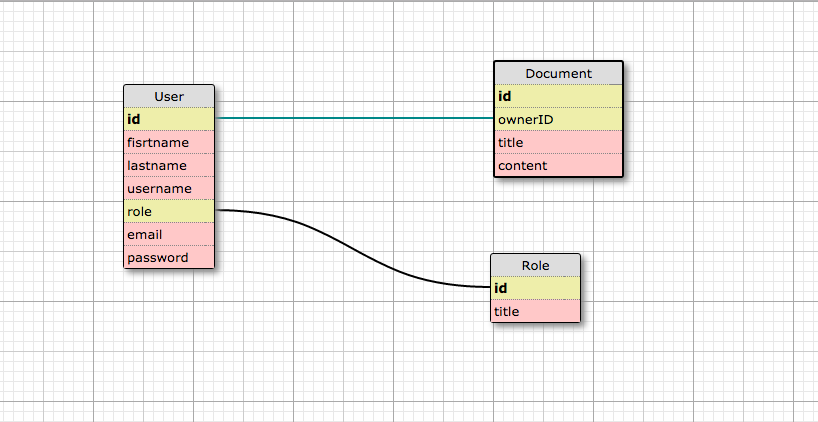 User
id
fisrtname
lastname
username
role
email
password
Document
id
ownerID
title
content
Role
id
title